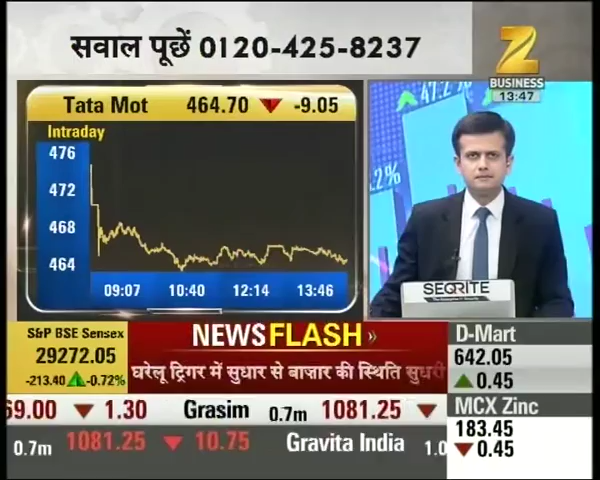 सवाल पूछें 0120-425-8237
Z
BUSINESS
13:47
Tata Mot 464.70 -9.05
Intraday
476
472
468
464
09:07 10:40 12:14 13:46
2%
SEQRITE
S&P BSE Sensex
29272.05
-213.40 -0.72%
NEWSFLASH
घरेलू ट्रिगर में सुधार से बाजार की स्थिति सुधरी
D-Mart
642.05
0.45
MCX Zinc
183.45
0.45
69.00 1.30 Grasim 0.7m 1081.25
0.7m 1081.25 10.75 Gravita India 1.0